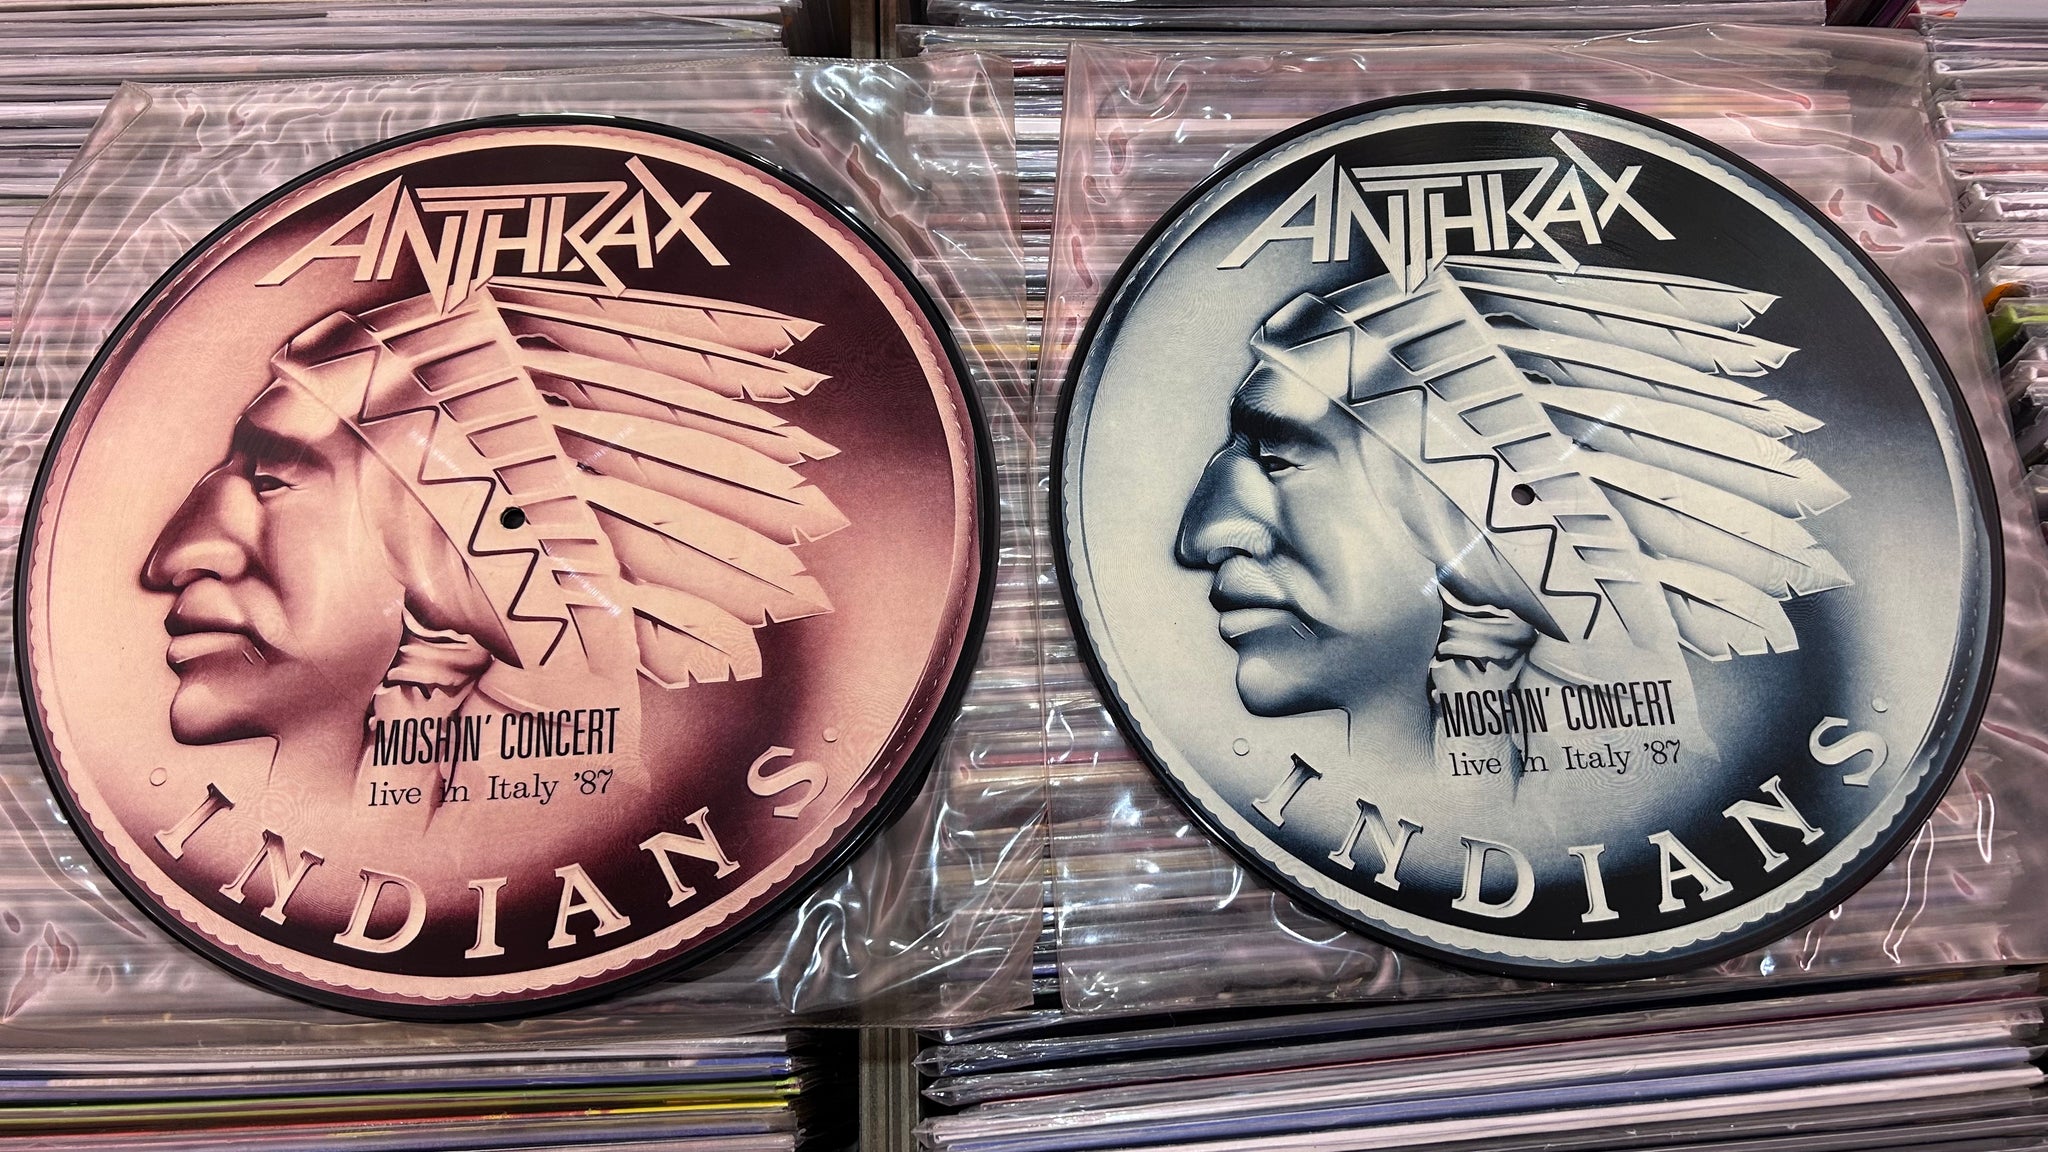 ANTHRAX
MOSHIN' CONCERT
live in Italy '87
INDIANS
ANTHRAX
MOSHIN' CONCERT
live in Italy '87
INDIANS